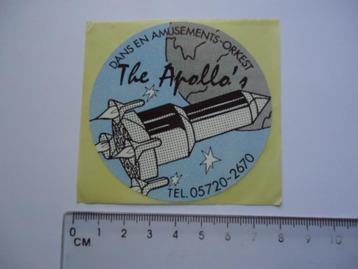 DANS EN AMUSEMENTS-ORKEST
The Apollo's
TEL. 05720-2670
0 1 2 3 4 5 6 7 8 9 10
CM